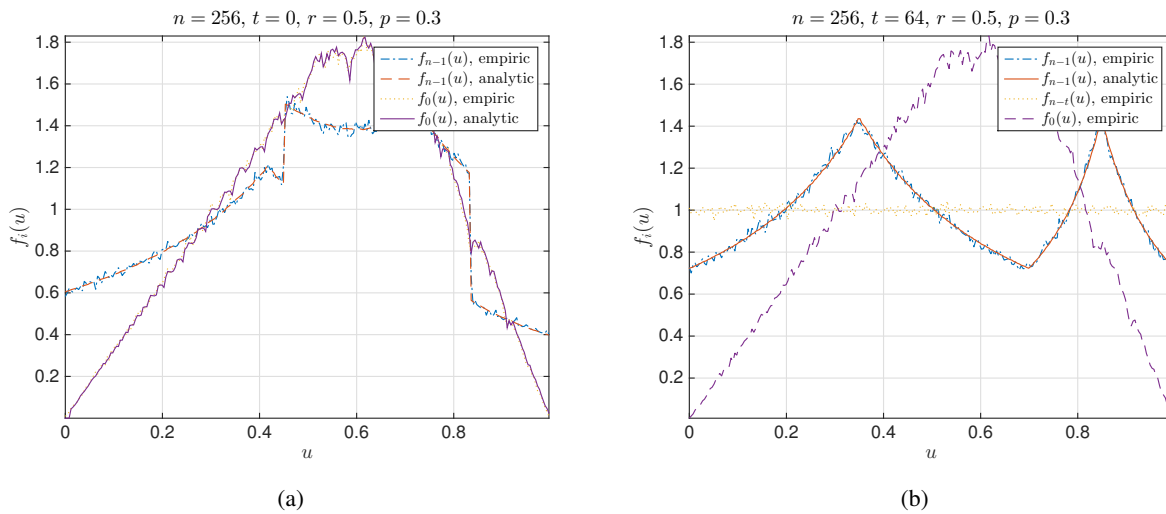 n = 256, t = 0, r = 0.5, p = 0.3
1.8
1.6
1.4
1.2
1
0.8
0.6
0.4
0.2
f_i(u)
0 0.2 0.4 0.6 0.8
u
f_{n-1}(u), empiric
f_{n-1}(u), analytic
f_0(u), empiric
f_0(u), analytic
(a)
n = 256, t = 64, r = 0.5, p = 0.3
1.8
1.6
1.4
1.2
1
0.8
0.6
0.4
0.2
f_i(u)
0 0.2 0.4 0.6 0.8
u
f_{n-1}(u), empiric
f_{n-1}(u), analytic
f_{n-t}(u), empiric
f_0(u), empiric
(b)